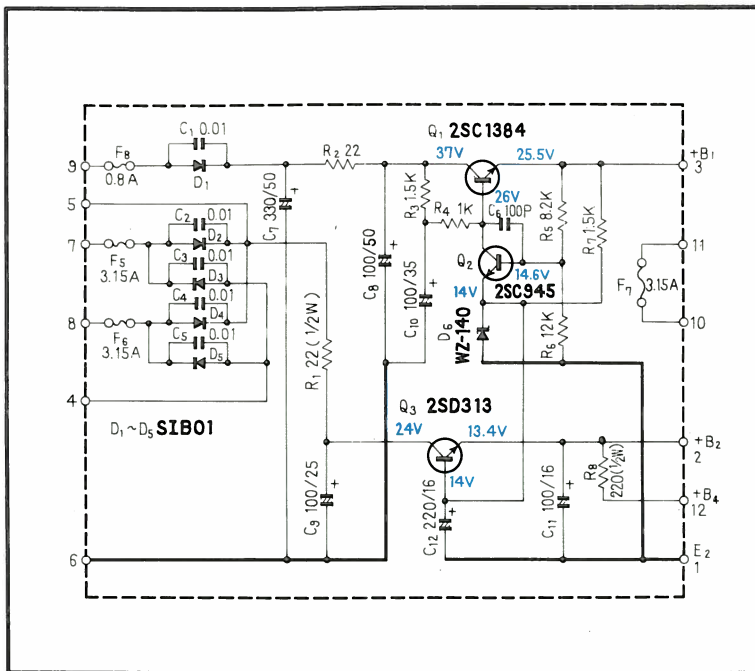 C1 0.01
F8
0.8A
D1
9
5
7
8
4
6
C2 0.01
D2
C3 0.01
D3
C4 0.01
D4
C5 0.01
D5
F5
3.15A
F6
3.15A
D1~D5 SIB01
C7 330/50
+
R2 22
R1 22 (1/2W)
C9 100/25
+
C8 100/50
+
Q1 2SC1384
37V
25.5V
26V
R3 1.5K
R4 1K
C6 100P
C10 100/35
+
Q2
14.6V
2SC945
14V
D6
WZ-140
R5 8.2K
R7 1.5K
R6 12K
F7
3.15A
Q3 2SD313
24V
13.4V
14V
C12 220/16
+
C11 100/16
+
R8
220(1/2W)
+B1
3
11
10
+B2
2
+B4
12
E2
1